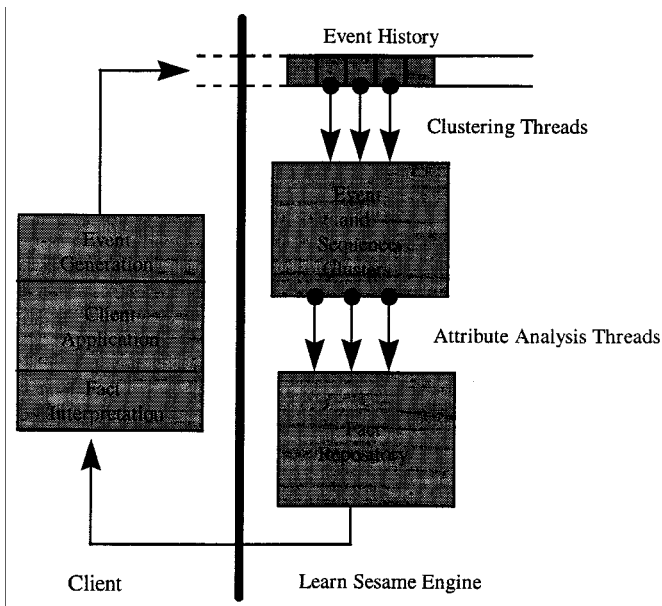 Event History
Clustering Threads
Event
and
Sequences
Clusters
Event
Generation
Client
Application
Fact
Interpretation
Attribute Analysis Threads
Fact
Repository
Client
Learn Sesame Engine